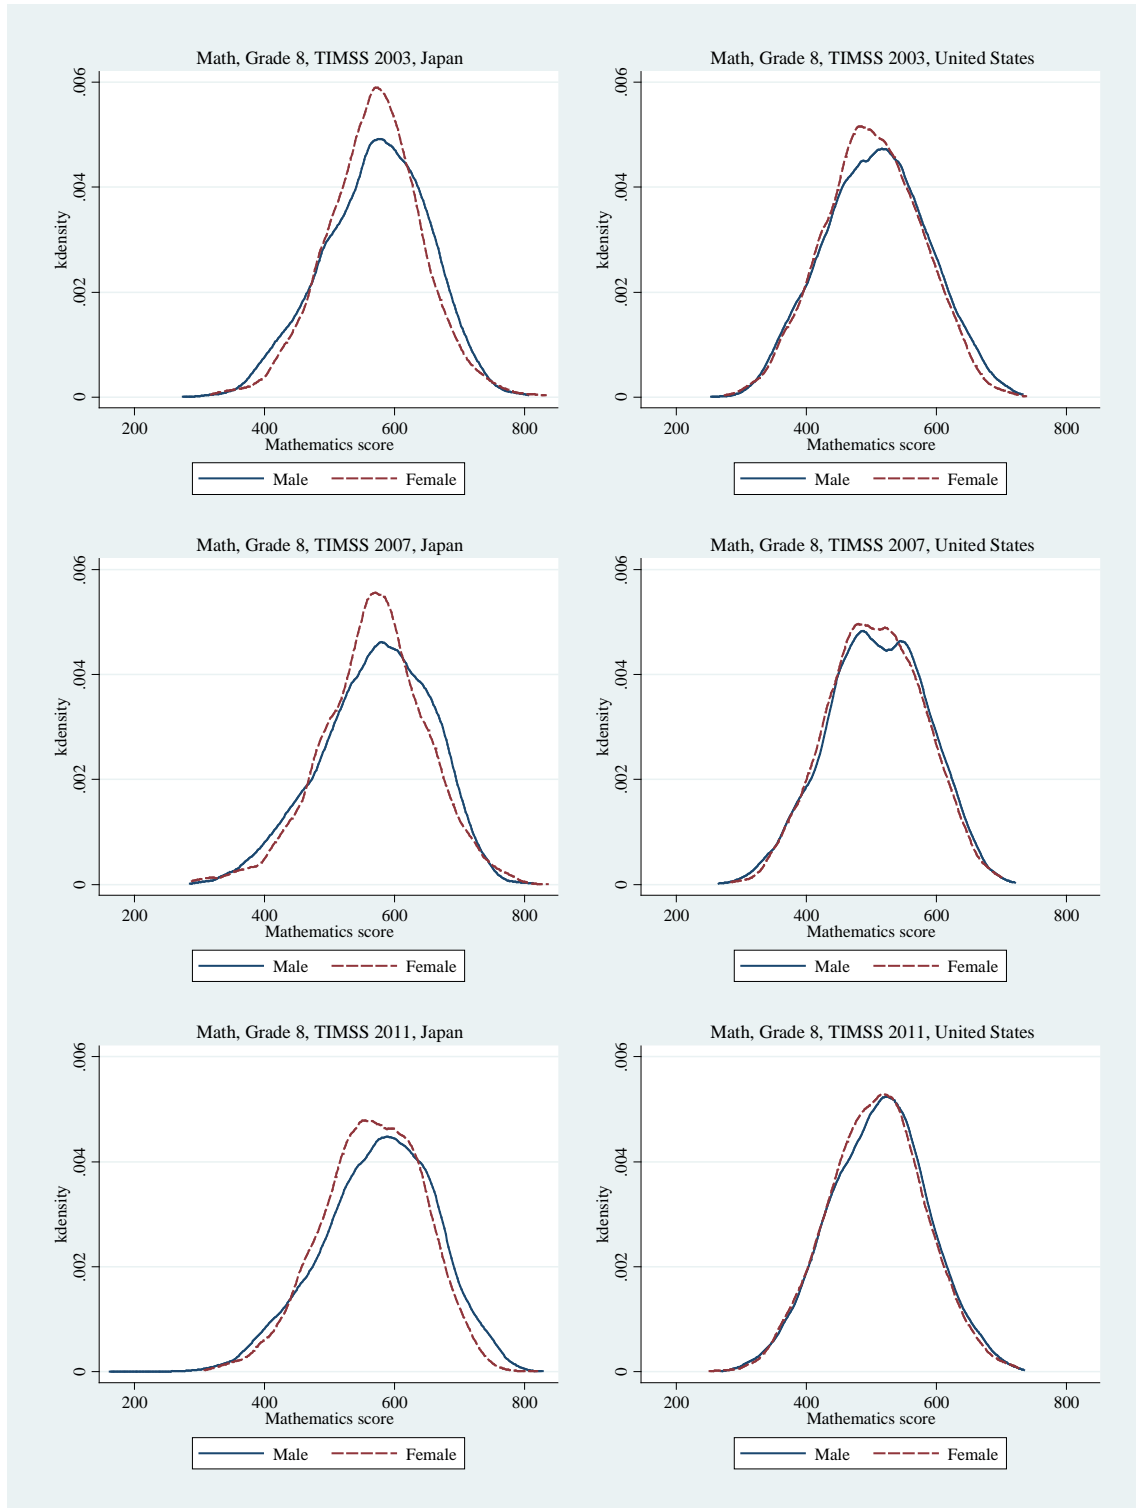 Math, Grade 8, TIMSS 2003, Japan
kdensity
0 .002 .004 .006
200 400 600 800
Mathematics score
Male Female
Math, Grade 8, TIMSS 2003, United States
kdensity
0 .002 .004 .006
200 400 600 800
Mathematics score
Male Female
Math, Grade 8, TIMSS 2007, Japan
kdensity
0 .002 .004 .006
200 400 600 800
Mathematics score
Male Female
Math, Grade 8, TIMSS 2007, United States
kdensity
0 .002 .004 .006
200 400 600 800
Mathematics score
Male Female
Math, Grade 8, TIMSS 2011, Japan
kdensity
0 .002 .004 .006
200 400 600 800
Mathematics score
Male Female
Math, Grade 8, TIMSS 2011, United States
kdensity
0 .002 .004 .006
200 400 600 800
Mathematics score
Male Female